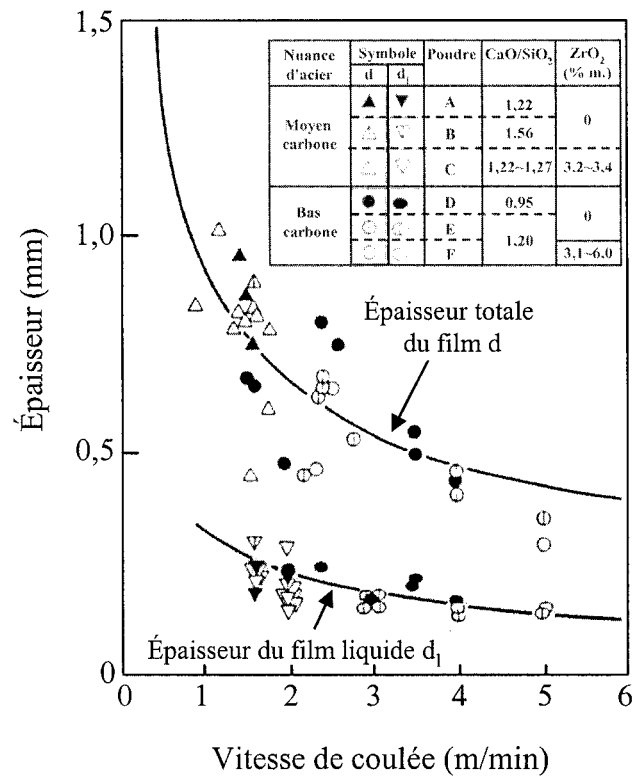 1,5
1,0
0,5
0
Épaisseur (mm)
Nuance d'acier
Symbole
d
d₁
Poudre
CaO/SiO₂
ZrO₂ (% m.)
Moyen carbone
A
1,22
0
B
1.56
C
1,22~1,27
3.2~3,4
Bas carbone
D
0,95
0
E
1,20
F
3,1~6.0
Épaisseur totale
du film d
Épaisseur du film liquide d₁
0
1
2
3
4
5
6
Vitesse de coulée (m/min)